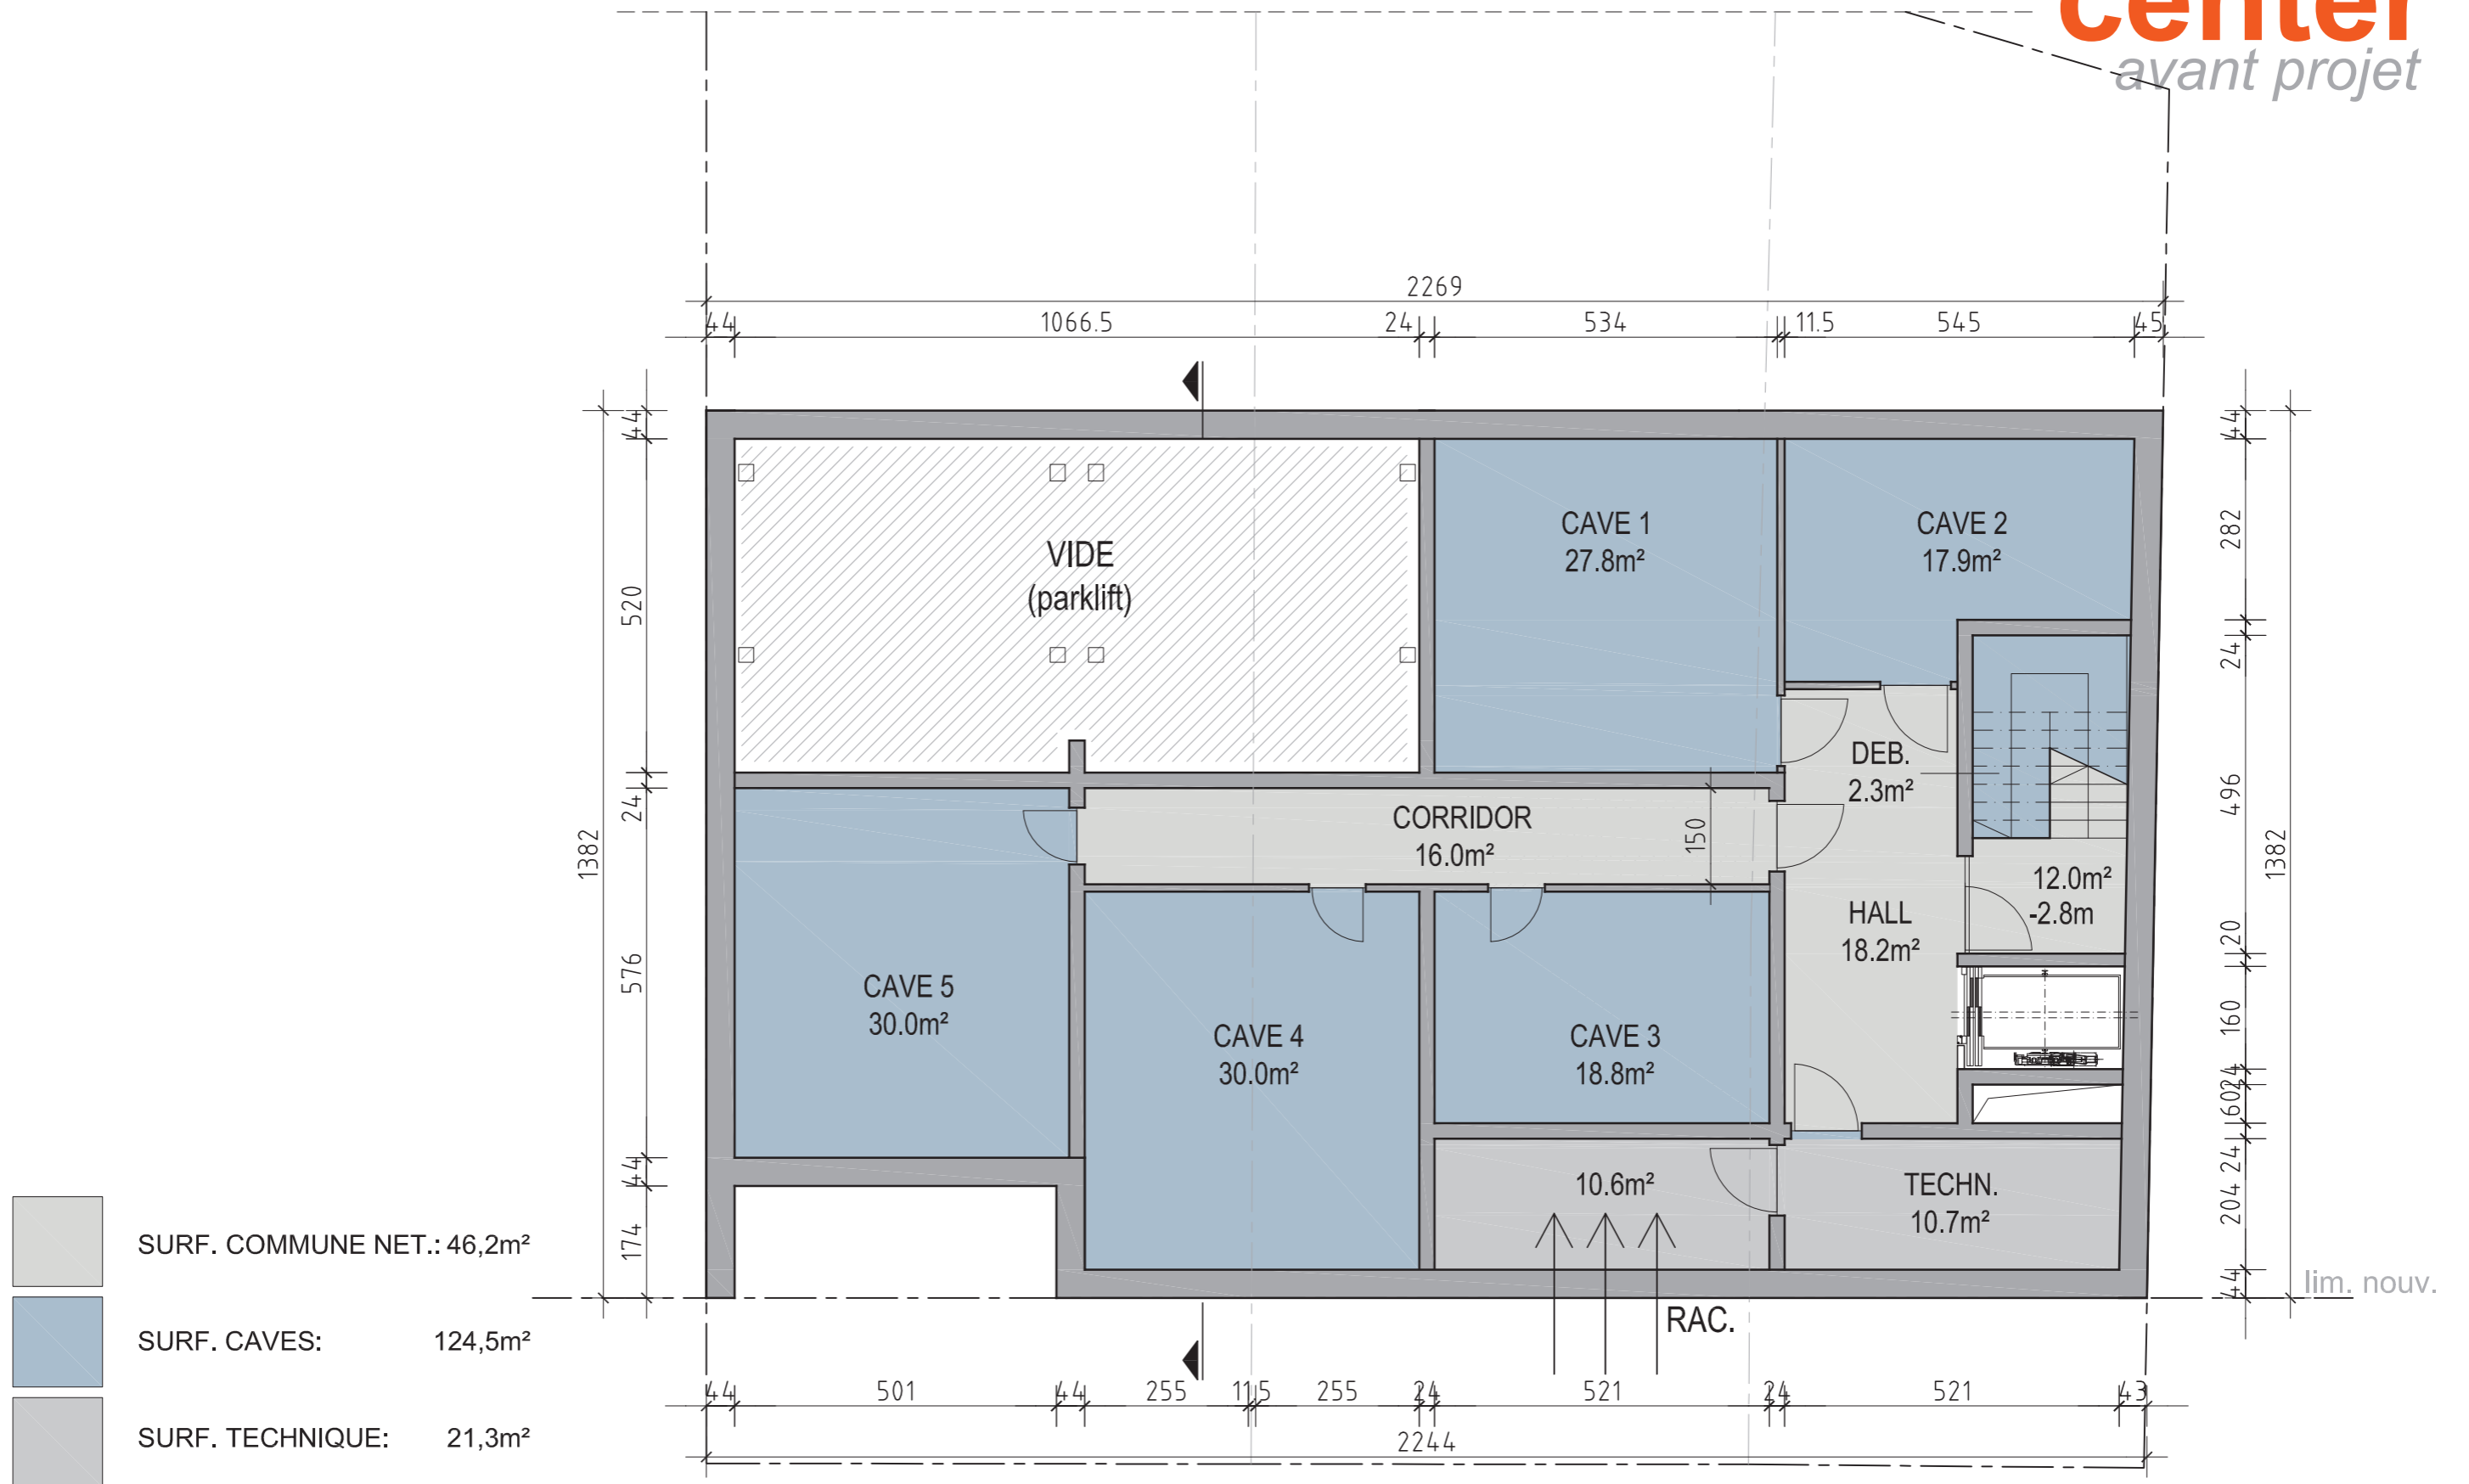 center
avant projet
2269
44
1066.5
24
534
11.5
545
45
44
520
24
576
44
174
1382
VIDE
(parklift)
CAVE 1
27.8m²
CAVE 2
17.9m²
DEB.
2.3m²
CORRIDOR
16.0m²
150
12.0m²
-2.8m
HALL
18.2m²
CAVE 5
30.0m²
CAVE 4
30.0m²
CAVE 3
18.8m²
10.6m²
TECHN.
10.7m²
RAC.
44
282
24
496
20
160
24
60
24
204
44
1382
lim. nouv.
SURF. COMMUNE NET.: 46,2m²
SURF. CAVES: 124,5m²
SURF. TECHNIQUE: 21,3m²
44
501
44
255
11.5
255
24
521
24
521
43
2244